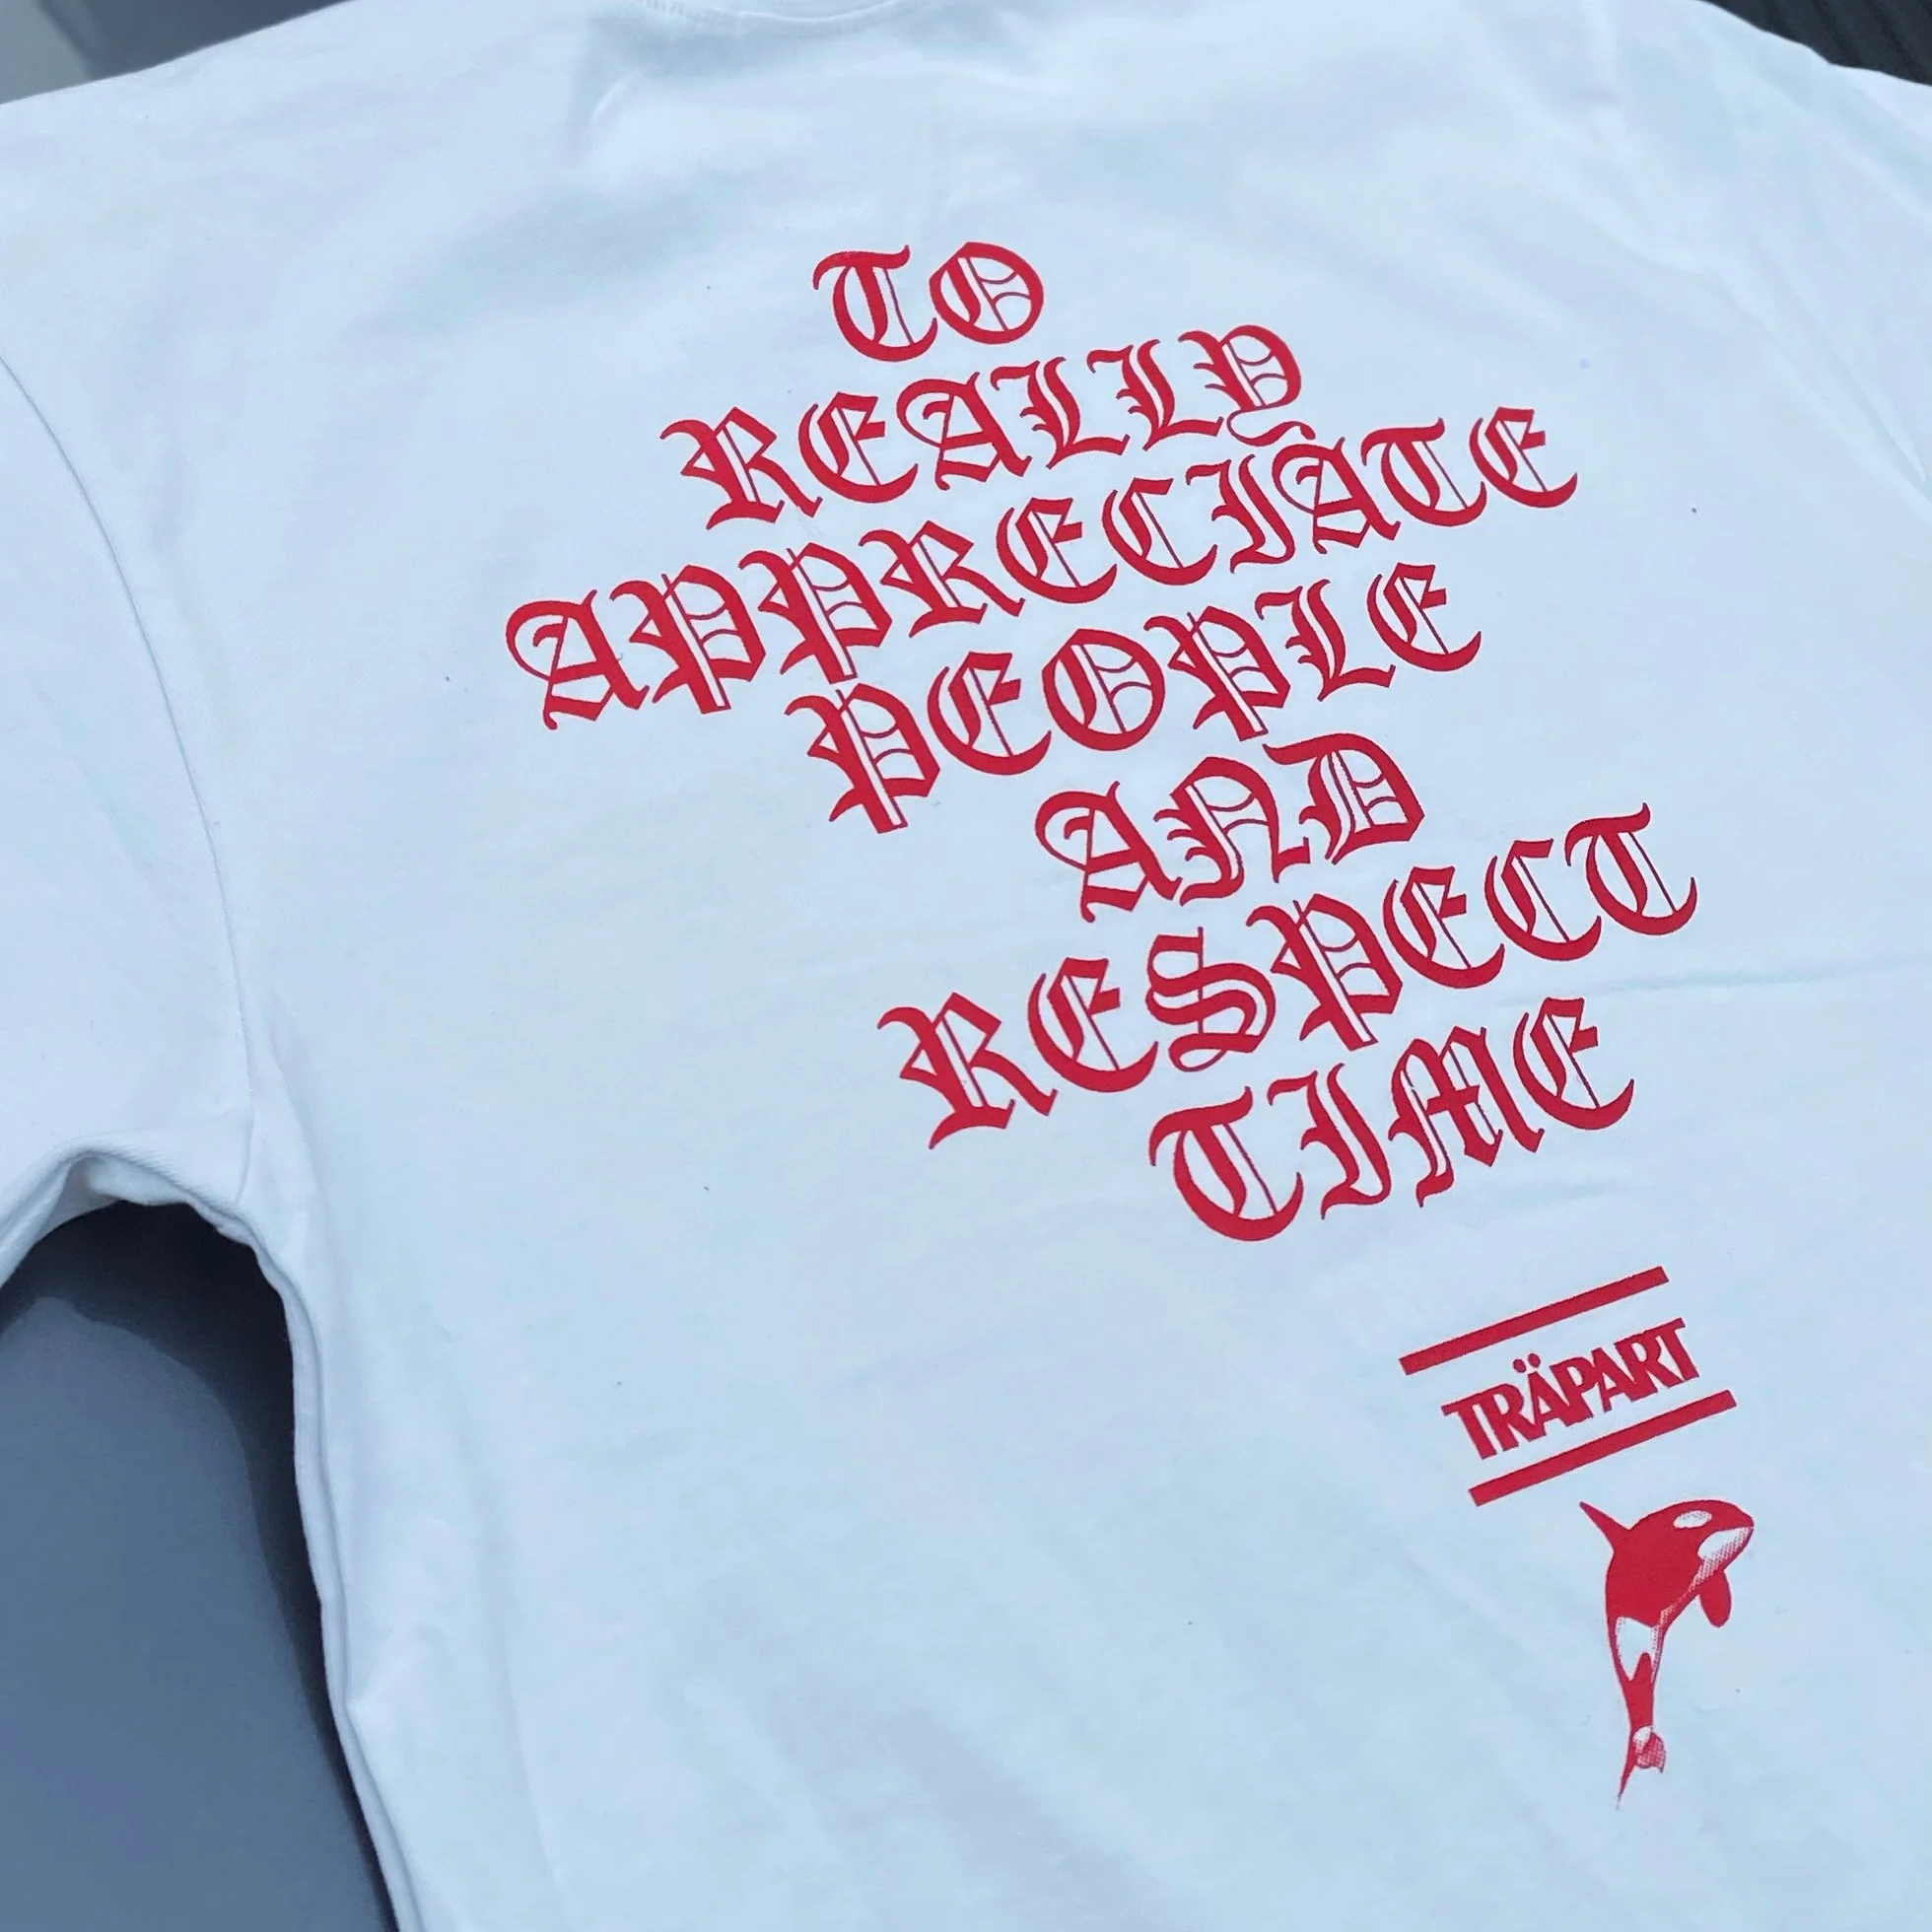 TO
REALLY
APPRECIATE
PEOPLE
AND
RESPECT
TIME
TRÄPART